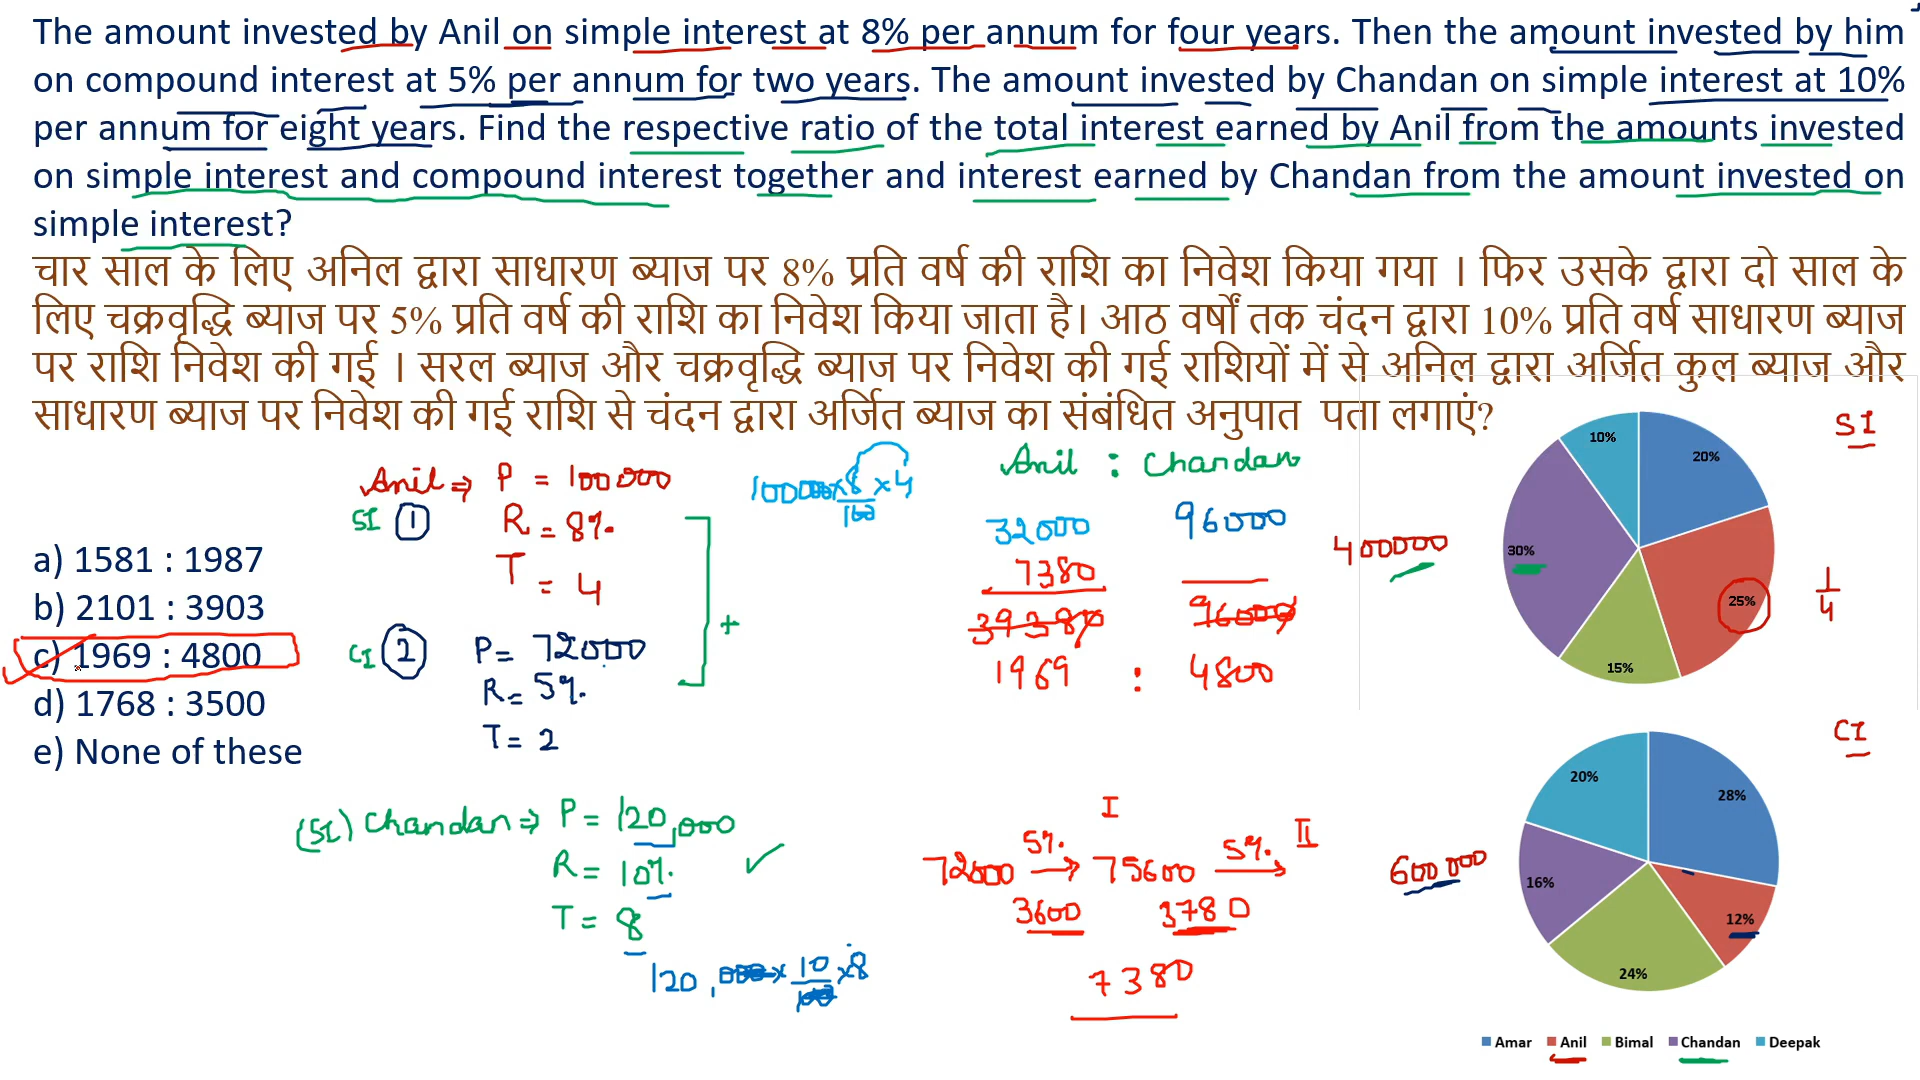 The amount invested by Anil on simple interest at 8% per annum for four years. Then the amount invested by him
on compound interest at 5% per annum for two years. The amount invested by Chandan on simple interest at 10%
per annum for eight years. Find the respective ratio of the total interest earned by Anil from the amounts invested
on simple interest and compound interest together and interest earned by Chandan from the amount invested on
simple interest?
चार साल के लिए अनिल द्वारा साधारण ब्याज पर 8% प्रति वर्ष की राशि का निवेश किया गया । फिर उसके द्वारा दो साल के
लिए चक्रवृद्धि ब्याज पर 5% प्रति वर्ष की राशि का निवेश किया जाता है। आठ वर्षों तक चंदन द्वारा 10% प्रति वर्ष साधारण ब्याज
पर राशि निवेश की गई । सरल ब्याज और चक्रवृद्धि ब्याज पर निवेश की गई राशियों में से अनिल द्वारा अर्जित कुल ब्याज और
साधारण ब्याज पर निवेश की गई राशि से चंदन द्वारा अर्जित ब्याज का संबंधित अनुपात पता लगाएं?
a) 1581 : 1987
b) 2101 : 3903
c) 1969 : 4800
d) 1768 : 3500
e) None of these
Anil ⇒ P = 100000
SI 1 R = 8%
T = 4
CI 2 P = 72000
R = 5%
T = 2
+
100000 × 8/100 × 4
Anil : Chandan
32000 96000
7380
39380 96000
1969 : 4800
(SI) Chandan ⇒ P = 120,000
R = 10%
T = 8
120,000 × 10/100 × 8
I II
72000 5% → 75600 5% →
3600 3780
7380
SI
400000
10%
20%
30%
25%
15%
1/4
CI
600000
20%
28%
16%
12%
24%
Amar Anil Bimal Chandan Deepak